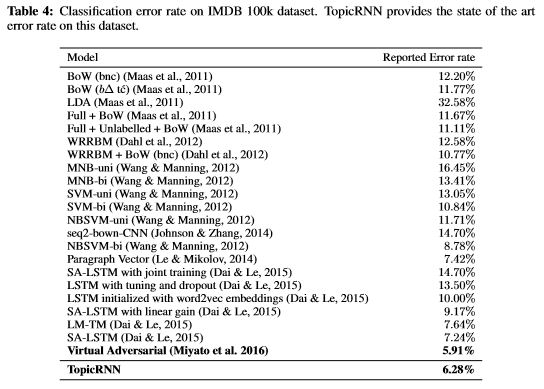 Table 4: Classification error rate on IMDB 100k dataset. TopicRNN provides the state of the art
error rate on this dataset.
Model Reported Error rate
BoW (bnc) (Maas et al., 2011) 12.20%
BoW (bΔ tć) (Maas et al., 2011) 11.77%
LDA (Maas et al., 2011) 32.58%
Full + BoW (Maas et al., 2011) 11.67%
Full + Unlabelled + BoW (Maas et al., 2011) 11.11%
WRRBM (Dahl et al., 2012) 12.58%
WRRBM + BoW (bnc) (Dahl et al., 2012) 10.77%
MNB-uni (Wang & Manning, 2012) 16.45%
MNB-bi (Wang & Manning, 2012) 13.41%
SVM-uni (Wang & Manning, 2012) 13.05%
SVM-bi (Wang & Manning, 2012) 10.84%
NBSVM-uni (Wang & Manning, 2012) 11.71%
seq2-bown-CNN (Johnson & Zhang, 2014) 14.70%
NBSVM-bi (Wang & Manning, 2012) 8.78%
Paragraph Vector (Le & Mikolov, 2014) 7.42%
SA-LSTM with joint training (Dai & Le, 2015) 14.70%
LSTM with tuning and dropout (Dai & Le, 2015) 13.50%
LSTM initialized with word2vec embeddings (Dai & Le, 2015) 10.00%
SA-LSTM with linear gain (Dai & Le, 2015) 9.17%
LM-TM (Dai & Le, 2015) 7.64%
SA-LSTM (Dai & Le, 2015) 7.24%
Virtual Adversarial (Miyato et al. 2016) 5.91%
TopicRNN 6.28%